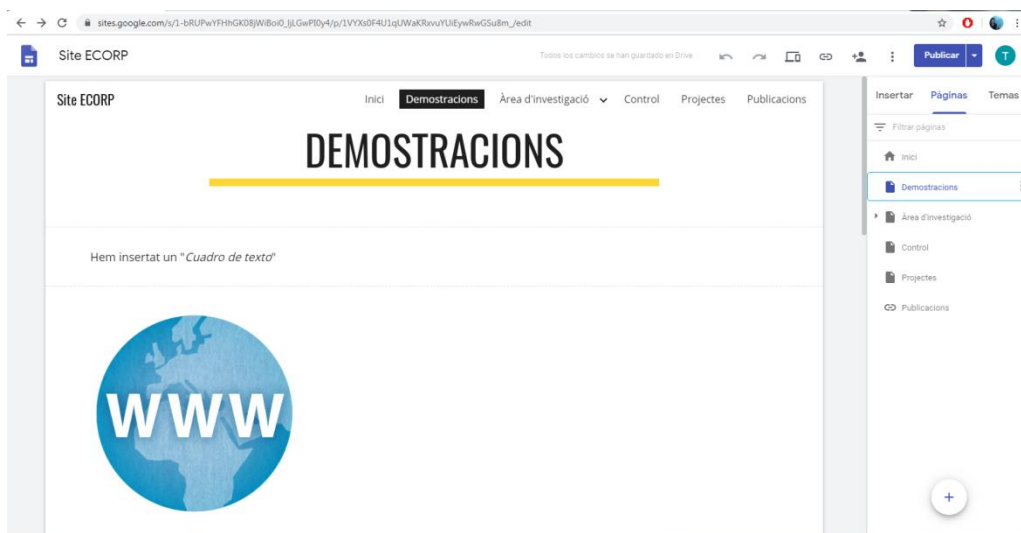 sites.google.com/s/1-bRUPwYFHhGK08jWiBoi0_ljLGwPI0y4/p/1VYXs0F4U1qUWaKRxvuYUiEywRwGSu8m_/edit
Site ECORP
Todos los cambios se han guardado en Drive
Publicar
T
Site ECORP
Inici Demostracions Àrea d'investigació Control Projectes Publicacions
DEMOSTRACIONS
Hem insertat un "Cuadro de texto"
WWW
Insertar Páginas Temas
Filtrar páginas
Inici
Demostracions
Àrea d'investigació
Control
Projectes
Publicacions